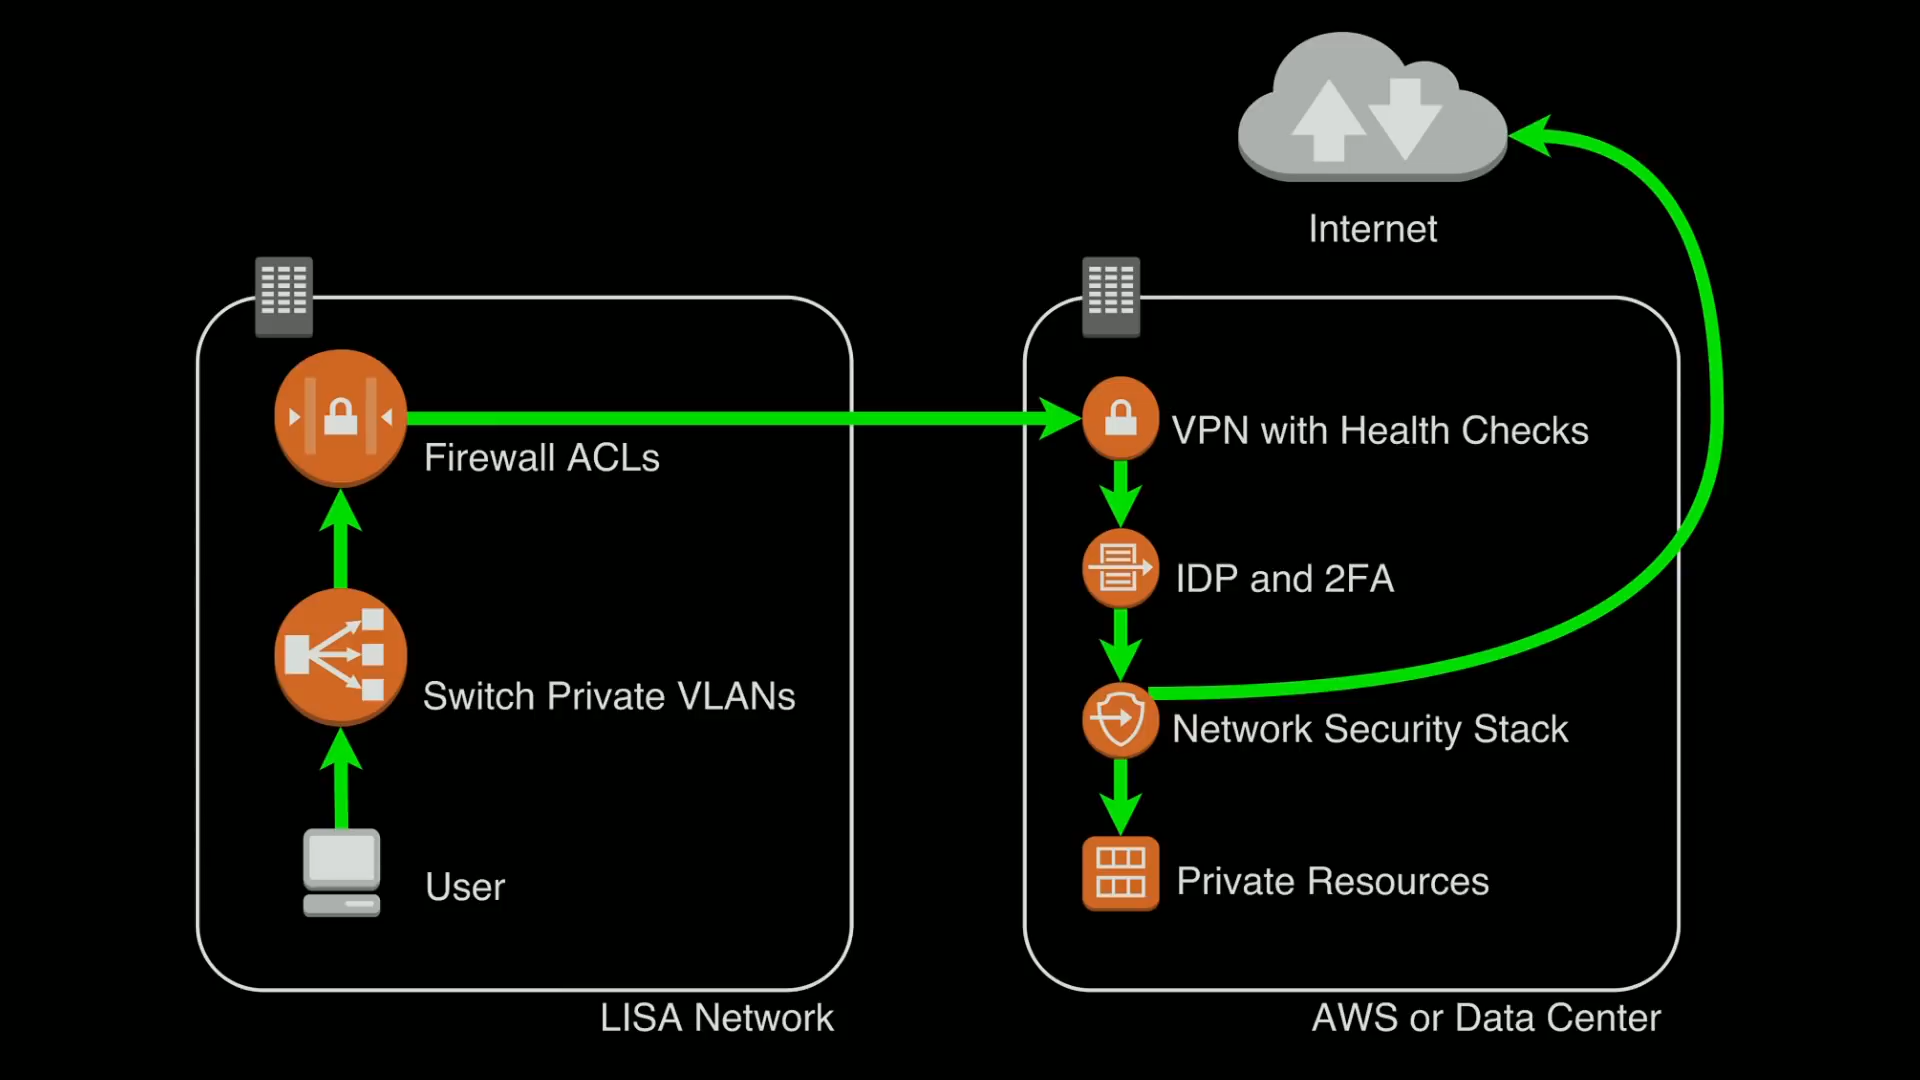 Internet
Firewall ACLs
Switch Private VLANs
User
LISA Network
VPN with Health Checks
IDP and 2FA
Network Security Stack
Private Resources
AWS or Data Center